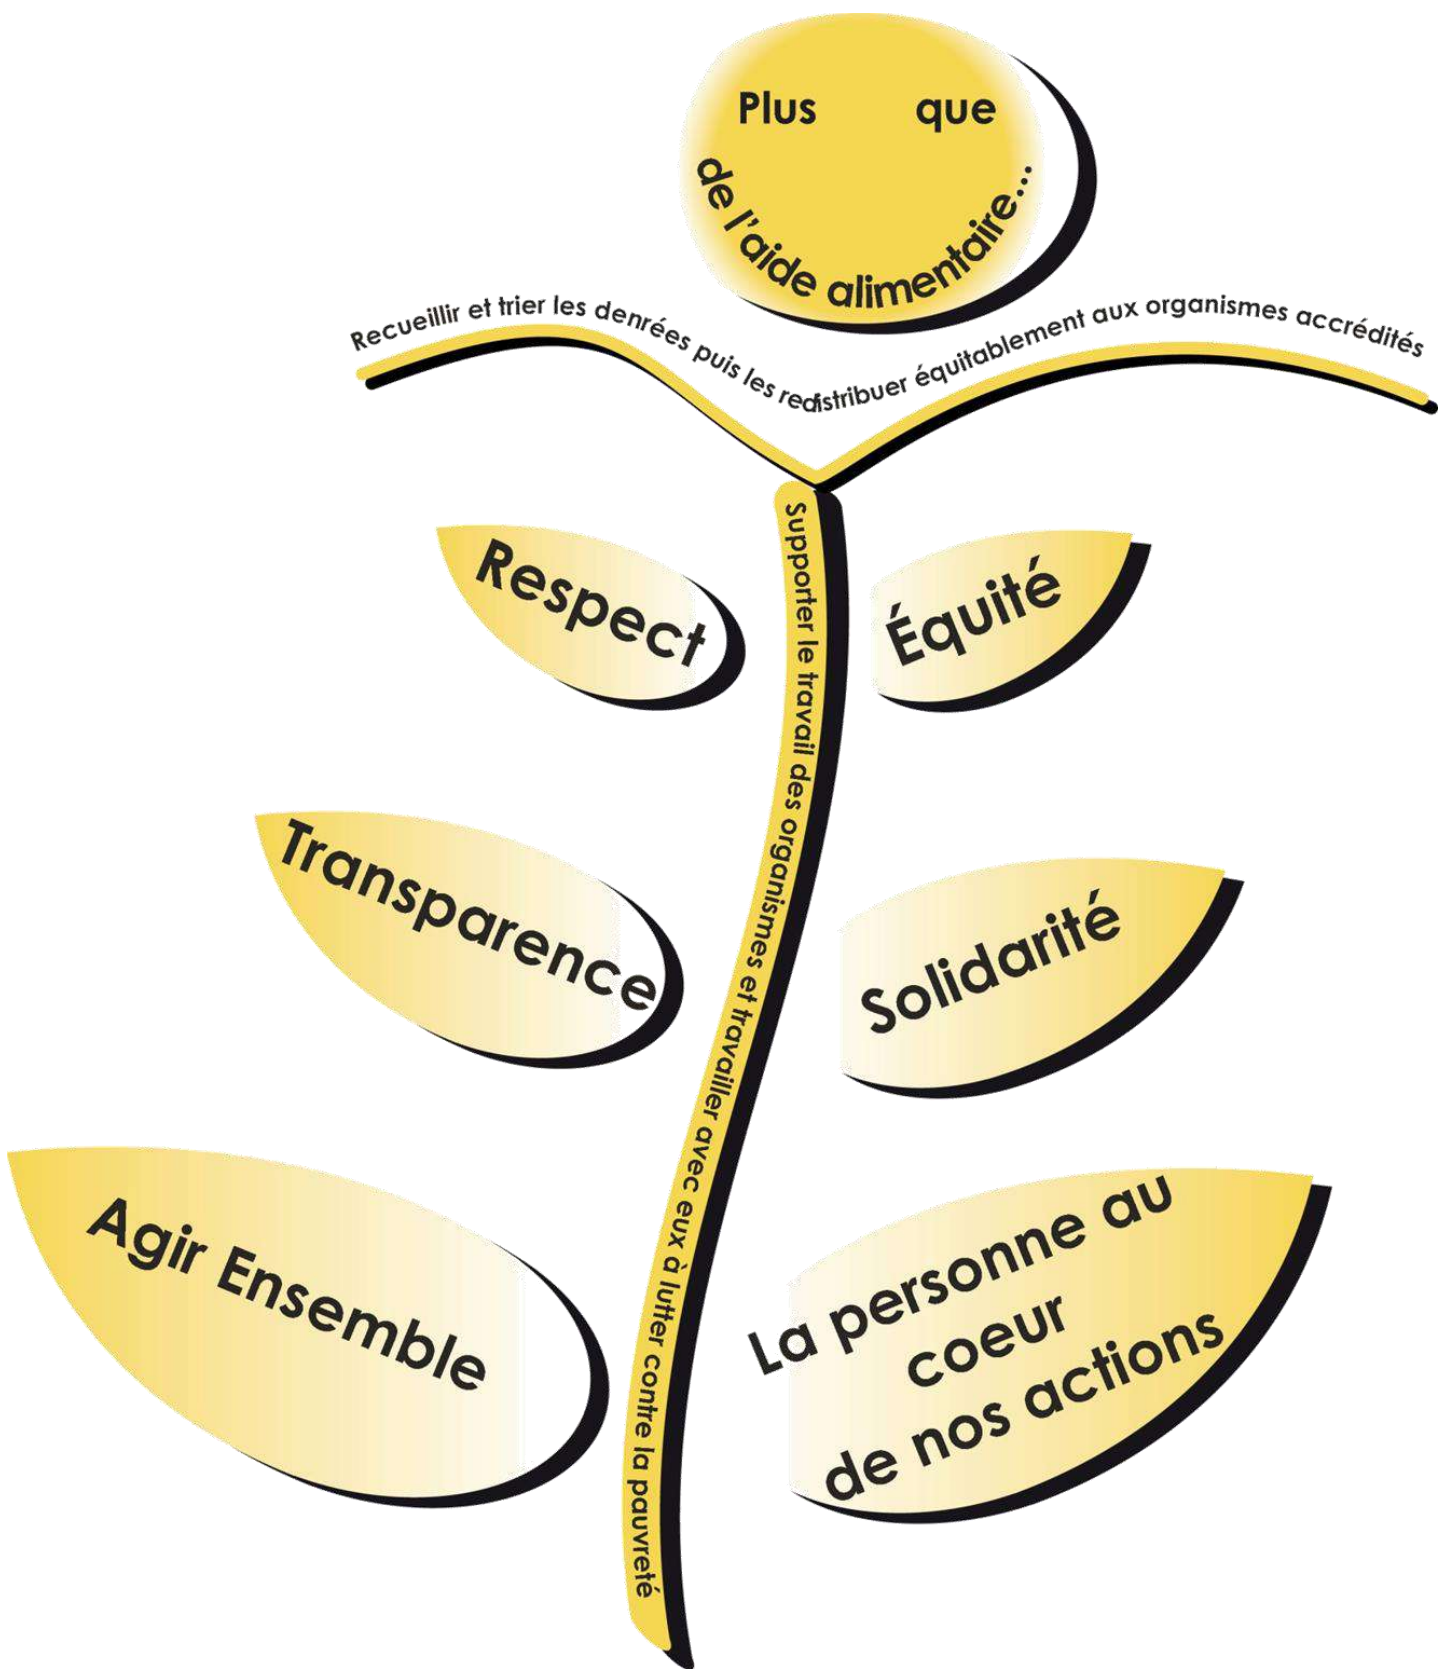 Plus que
de l'aide alimentaire...
Recueillir et trier les denrées puis les redistribuer équitablement aux organismes accrédités
Supporter le travail des organismes et travailler avec eux à lutter contre la pauvreté
Respect
Équité
Transparence
Solidarité
Agir Ensemble
La personne au
coeur
de nos actions